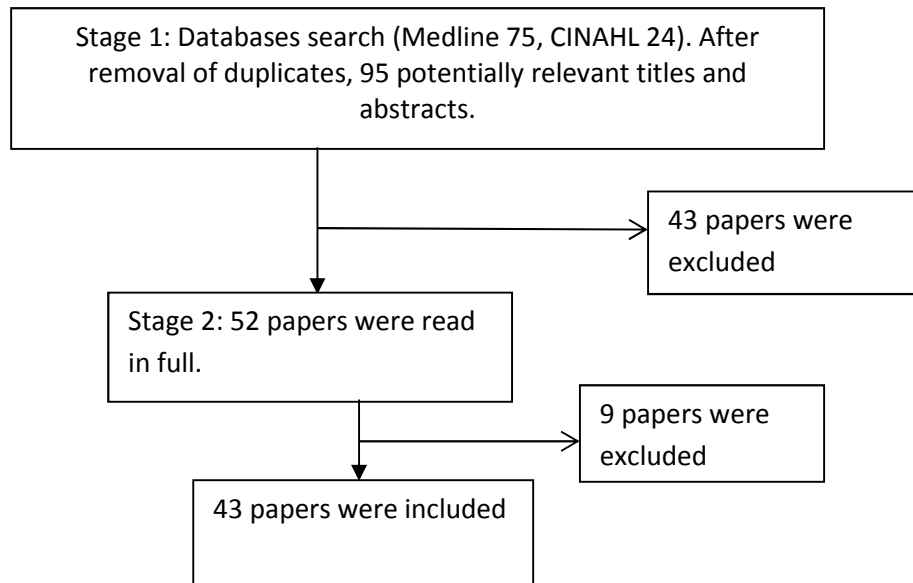 Stage 1: Databases search (Medline 75, CINAHL 24). After
removal of duplicates, 95 potentially relevant titles and
abstracts.
43 papers were
excluded
Stage 2: 52 papers were read
in full.
9 papers were
excluded
43 papers were included